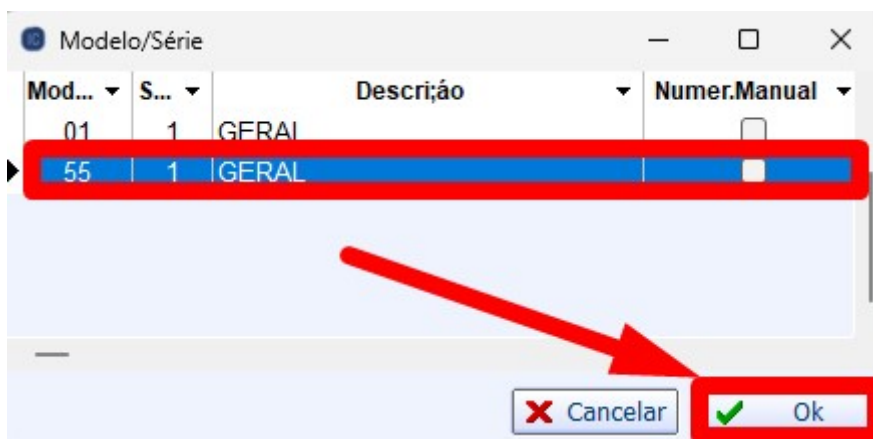 Modelo/Série
Mod... S... Descri;áo Numer.Manual
01 1 GERAL
55 1 GERAL
Cancelar Ok